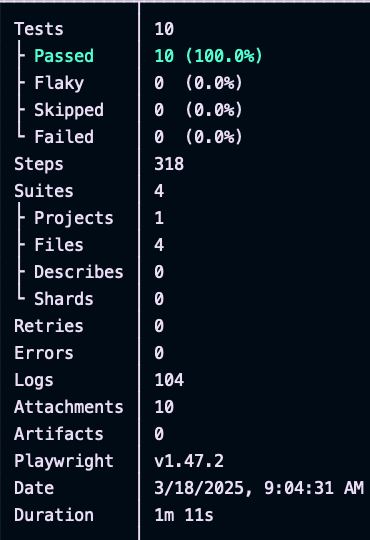 Tests 10
Passed 10 (100.0%)
Flaky 0 (0.0%)
Skipped 0 (0.0%)
Failed 0 (0.0%)
Steps 318
Suites 4
Projects 1
Files 4
Describes 0
Shards 0
Retries 0
Errors 0
Logs 104
Attachments 10
Artifacts 0
Playwright v1.47.2
Date 3/18/2025, 9:04:31 AM
Duration 1m 11s